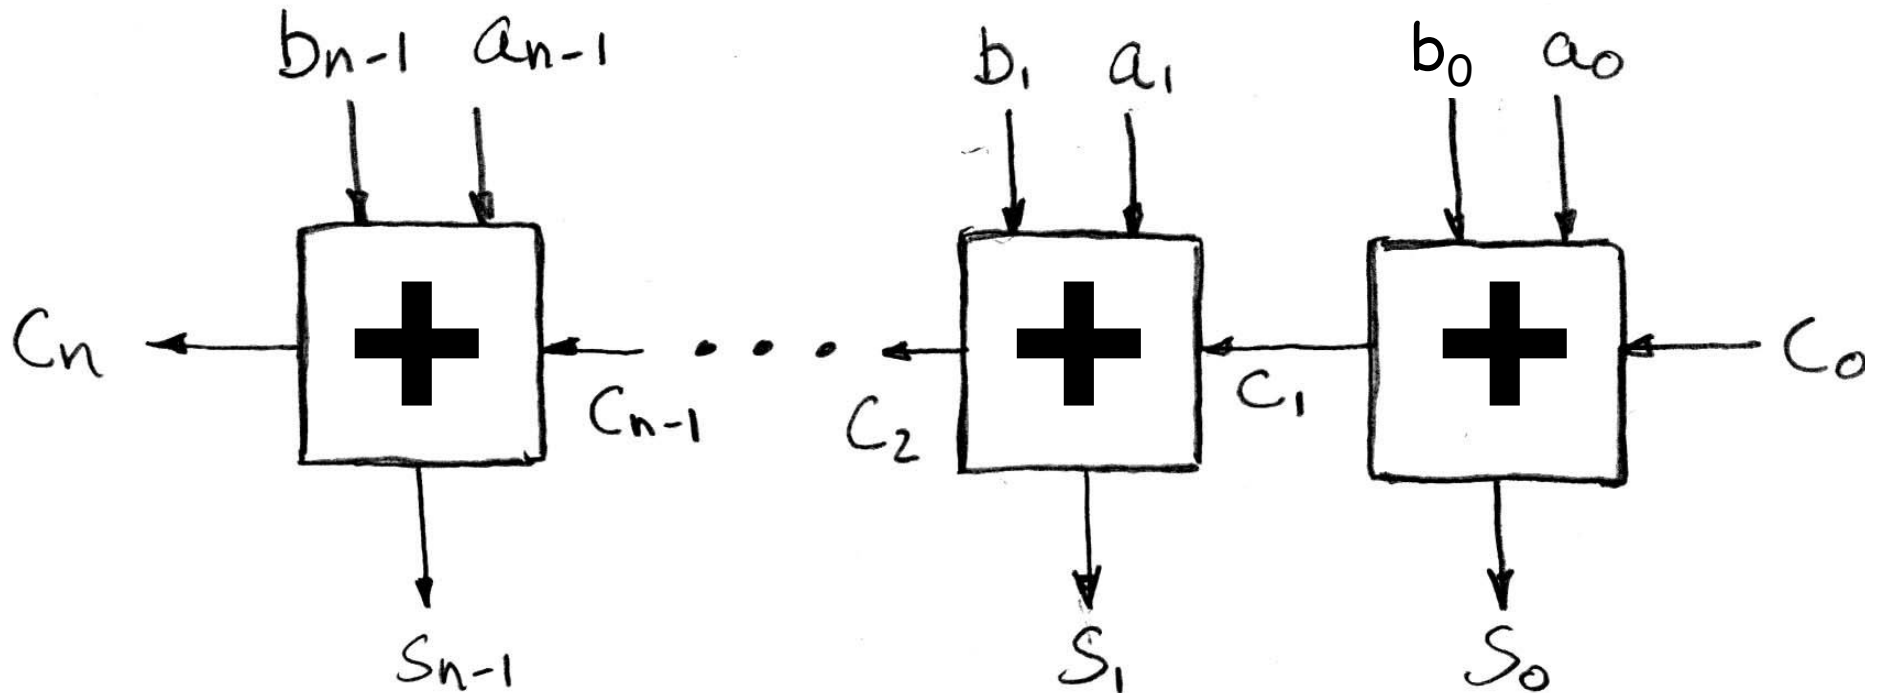 bn-1 an-1 b1 a1 b0 a0
+ + +
Cn Cn-1 ... C2 C1 C0
Sn-1 S1 S0